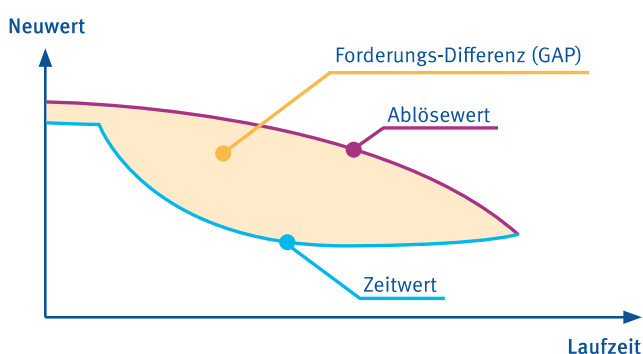 Neuwert
Forderungs-Differenz (GAP)
Ablösewert
Zeitwert
Laufzeit